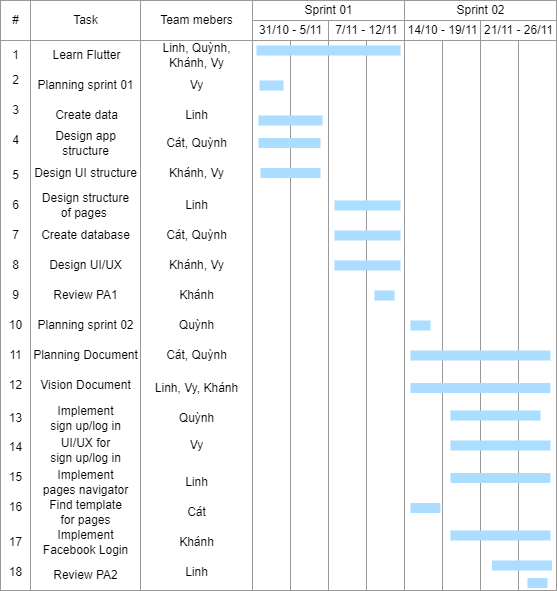 # Task Team mebers Sprint 01 Sprint 02
31/10 - 5/11 7/11 - 12/11 14/10 - 19/11 21/11 - 26/11
1 Learn Flutter Linh, Quỳnh,
Khánh, Vy
2 Planning sprint 01 Vy
3 Create data Linh
4 Design app
structure Cát, Quỳnh
5 Design UI structure Khánh, Vy
6 Design structure
of pages Linh
7 Create database Cát, Quỳnh
8 Design UI/UX Khánh, Vy
9 Review PA1 Khánh
10 Planning sprint 02 Quỳnh
11 Planning Document Cát, Quỳnh
12 Vision Document Linh, Vy, Khánh
13 Implement
sign up/log in Quỳnh
14 UI/UX for
sign up/log in Vy
15 Implement
pages navigator Linh
16 Find template
for pages Cát
17 Implement
Facebook Login Khánh
18 Review PA2 Linh